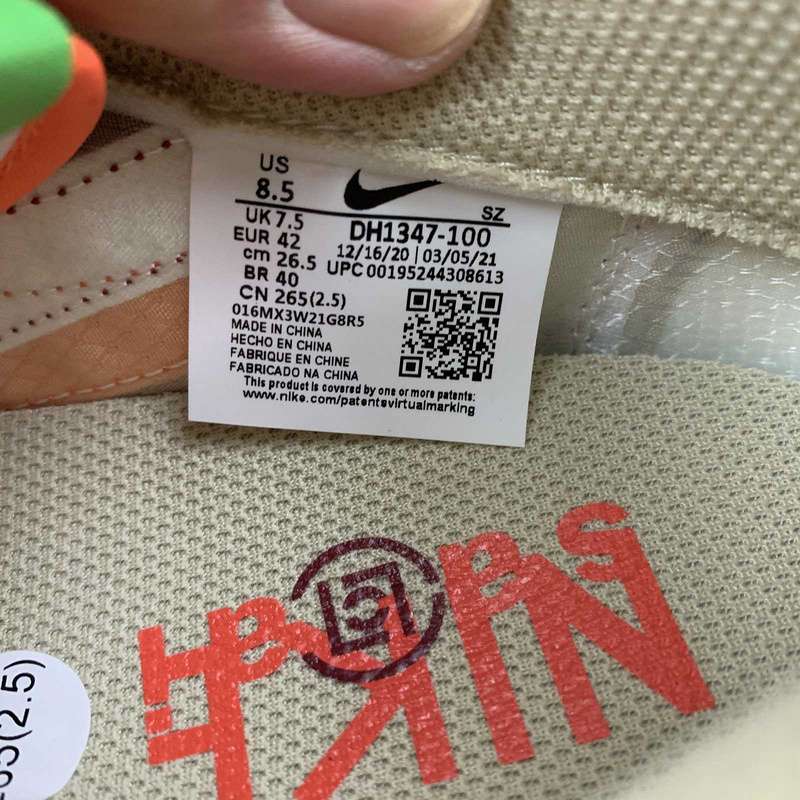 US
8.5
SZ
UK 7.5
EUR 42
cm 26.5
BR 40
CN 265(2.5)
DH1347-100
12/16/20 | 03/05/21
UPC 00195244308613
016MX3W21G8R5
MADE IN CHINA
HECHO EN CHINA
FABRIQUE EN CHINE
FABRICADO NA CHINA
This product is covered by one or more patents:
www.nike.com/patentsvirtualmarking